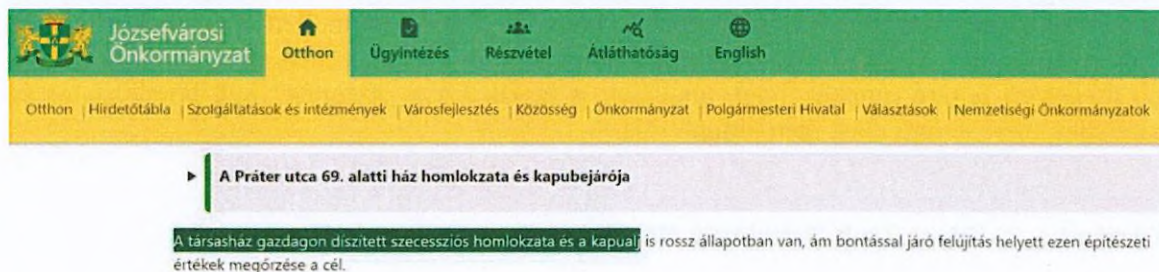 Józsefvárosi
Önkormányzat
Otthon
Ügyintézés
Részvétel
Átláthatóság
English
Otthon | Hirdetőtábla | Szolgáltatások és intézmények | Városfejlesztés | Közösség | Önkormányzat | Polgármesteri Hivatal | Választások | Nemzetiségi Önkormányzatok
A Práter utca 69. alatti ház homlokzata és kapubejárója
A társasház gazdagon díszített szecessziós homlokzata és a kapualj is rossz állapotban van, ám bontással járó felújítás helyett ezen építészeti
értékek megőrzése a cél.